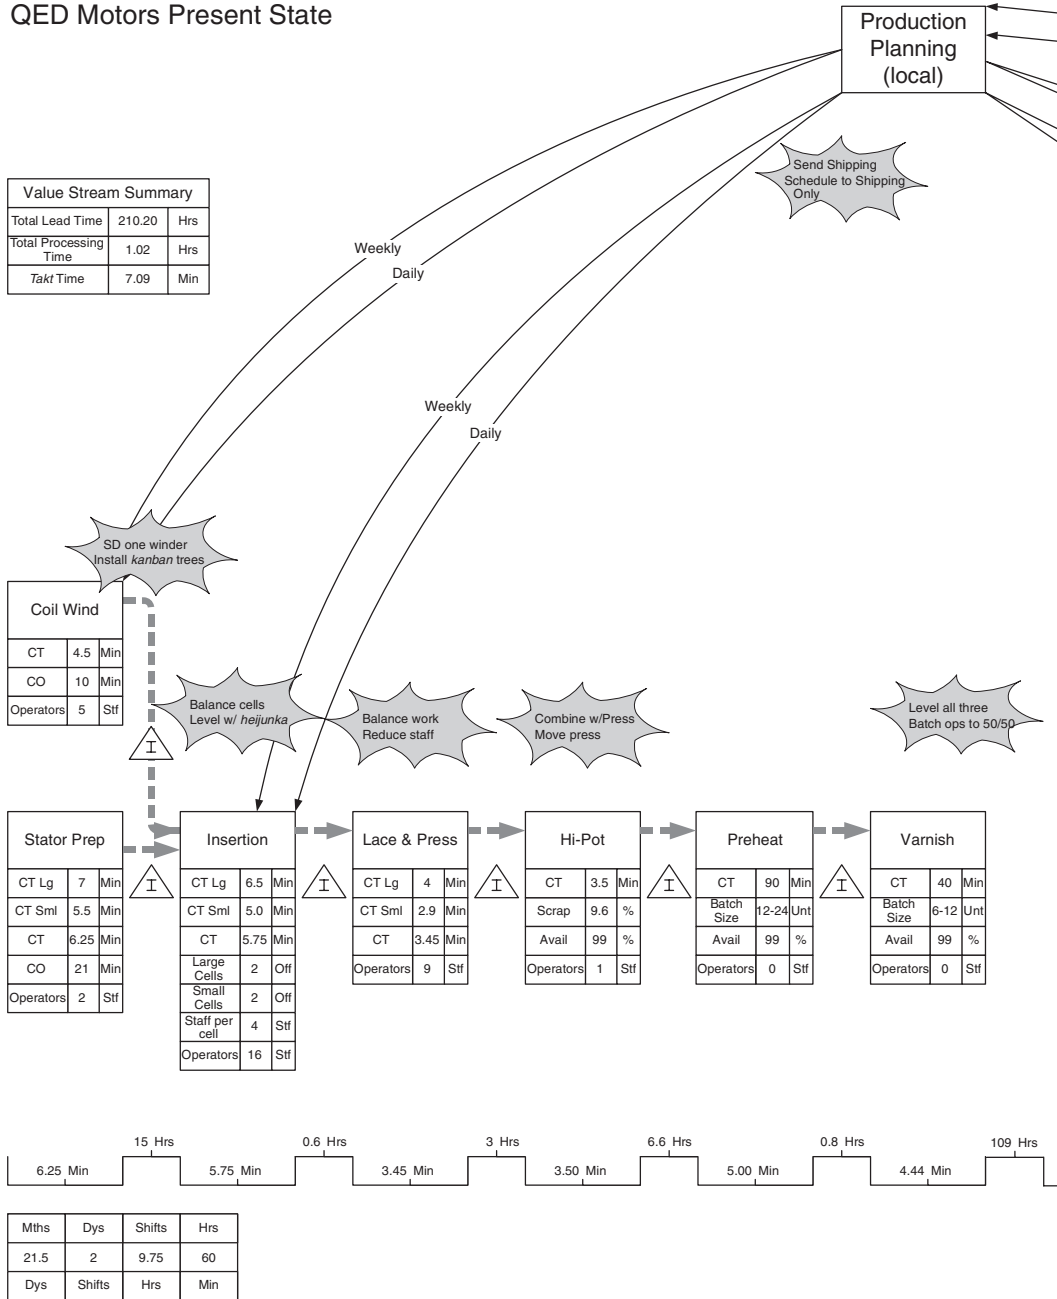 QED Motors Present State
Production
Planning
(local)
Send Shipping
Schedule to Shipping
Only
Value Stream Summary
Total Lead Time 210.20 Hrs
Total Processing
Time 1.02 Hrs
Takt Time 7.09 Min
Weekly
Daily
Weekly
Daily
SD one winder
Install kanban trees
Coil Wind
CT 4.5 Min
CO 10 Min
Operators 5 Stf
I
Balance cells
Level w/ heijunka
Balance work
Reduce staff
Combine w/Press
Move press
Level all three
Batch ops to 50/50
Stator Prep
CT Lg 7 Min
CT Sml 5.5 Min
CT 6.25 Min
CO 21 Min
Operators 2 Stf
I
Insertion
CT Lg 6.5 Min
CT Sml 5.0 Min
CT 5.75 Min
Large
Cells 2 Off
Small
Cells 2 Off
Staff per
cell 4 Stf
Operators 16 Stf
I
Lace & Press
CT Lg 4 Min
CT Sml 2.9 Min
CT 3.45 Min
Operators 9 Stf
I
Hi-Pot
CT 3.5 Min
Scrap 9.6 %
Avail 99 %
Operators 1 Stf
I
Preheat
CT 90 Min
Batch
Size 12-24 Unt
Avail 99 %
Operators 0 Stf
I
Varnish
CT 40 Min
Batch
Size 6-12 Unt
Avail 99 %
Operators 0 Stf
15 Hrs 0.6 Hrs 3 Hrs 6.6 Hrs 0.8 Hrs 109 Hrs
6.25 Min 5.75 Min 3.45 Min 3.50 Min 5.00 Min 4.44 Min
Mths Dys Shifts Hrs
21.5 2 9.75 60
Dys Shifts Hrs Min